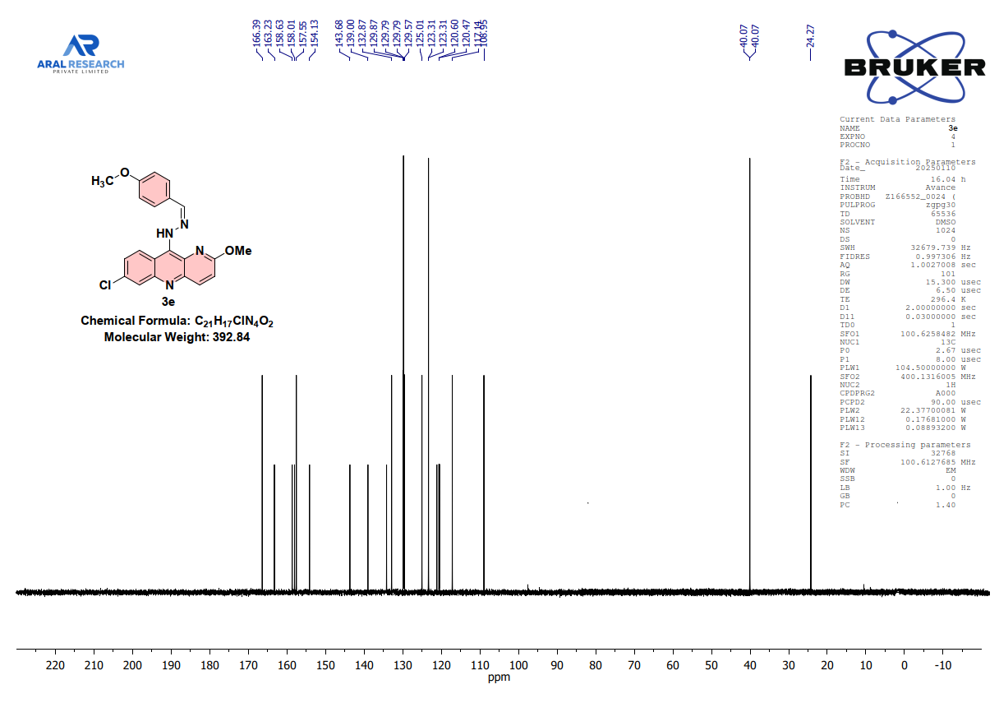 166.39
163.23
158.63
158.01
157.55
154.13
143.68
139.00
132.87
129.87
129.79
129.79
129.57
125.01
123.31
123.31
120.60
120.47
117.14
108.95
40.07
40.07
24.27
ARAL RESEARCH
PRIVATE LIMITED
BRUKER
H₃C O
N
HN
N OMe
Cl N
3e
Chemical Formula: C₂₁H₁₇ClN₄O₂
Molecular Weight: 392.84
Current Data Parameters
NAME 3e
EXPNO 4
PROCNO 1
F2 - Acquisition Parameters
Date_ 20250110
Time 16.04 h
INSTRUM Avance
PROBHD Z166552_0024 (
PULPROG zgpg30
TD 65536
SOLVENT DMSO
NS 1024
DS 0
SWH 32679.739 Hz
FIDRES 0.997306 Hz
AQ 1.0027008 sec
RG 101
DW 15.300 usec
DE 6.50 usec
TE 296.4 K
D1 2.00000000 sec
D11 0.03000000 sec
TD0 1
SFO1 100.6258482 MHz
NUC1 13C
P0 2.67 usec
P1 8.00 usec
PLW1 104.50000000 W
SFO2 400.1316005 MHz
NUC2 1H
CPDPRG2 A000
PCPD2 90.00 usec
PLW2 22.37700081 W
PLW12 0.17681000 W
PLW13 0.08893200 W
F2 - Processing parameters
SI 32768
SF 100.6127685 MHz
WDW EM
SSB 0
LB 1.00 Hz
GB 0
PC 1.40
220 210 200 190 180 170 160 150 140 130 120 110 100 90 80 70 60 50 40 30 20 10 0 -10
ppm